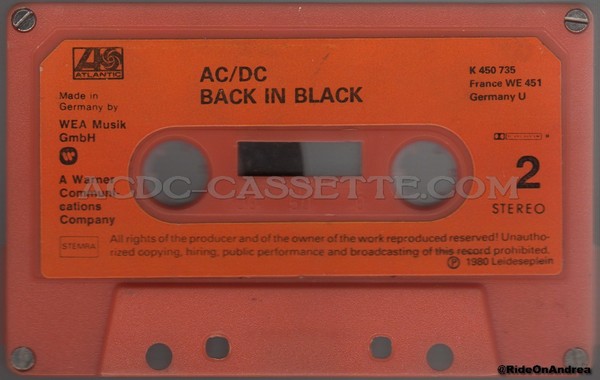 ATLANTIC
AC/DC
BACK IN BLACK
K 450 735
France WE 451
Germany U
Made in
Germany by
WEA Musik
GmbH
A Warner
Communi-
cations
Company
2
STEREO
ACDC-CASSETTE.COM
STEMRA
All rights of the producer and of the owner of the work reproduced reserved! Unautho-
rized copying, hiring, public performance and broadcasting of this record prohibited.
℗ 1980 Leideseplein
@RideOnAndrea